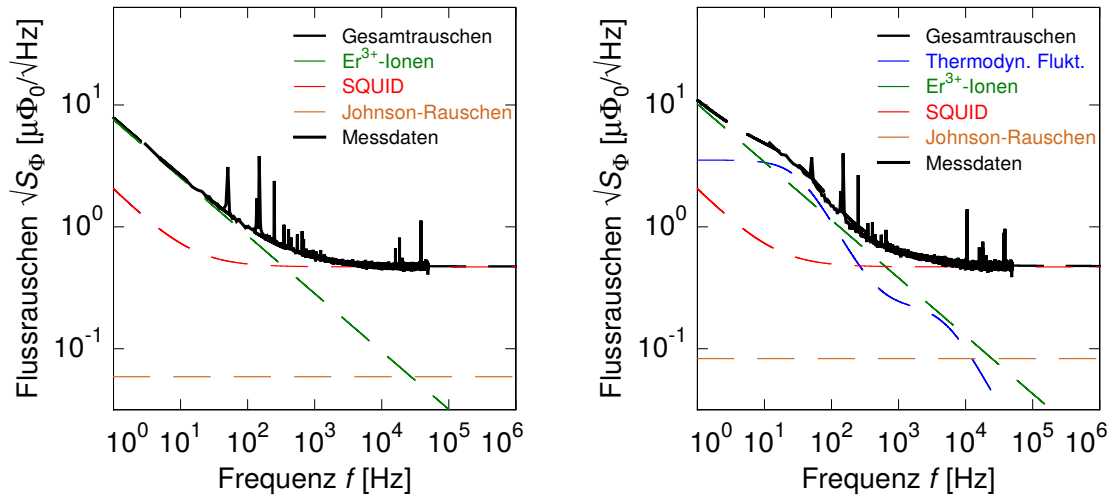 Flussrauschen √S_Φ [µΦ₀/√Hz]
10¹
10⁰
10⁻¹
Gesamtrauschen
Er³⁺-Ionen
SQUID
Johnson-Rauschen
Messdaten
10⁰ 10¹ 10² 10³ 10⁴ 10⁵ 10⁶
Frequenz f [Hz]
Flussrauschen √S_Φ [µΦ₀/√Hz]
10¹
10⁰
10⁻¹
Gesamtrauschen
Thermodyn. Flukt.
Er³⁺-Ionen
SQUID
Johnson-Rauschen
Messdaten
10⁰ 10¹ 10² 10³ 10⁴ 10⁵ 10⁶
Frequenz f [Hz]